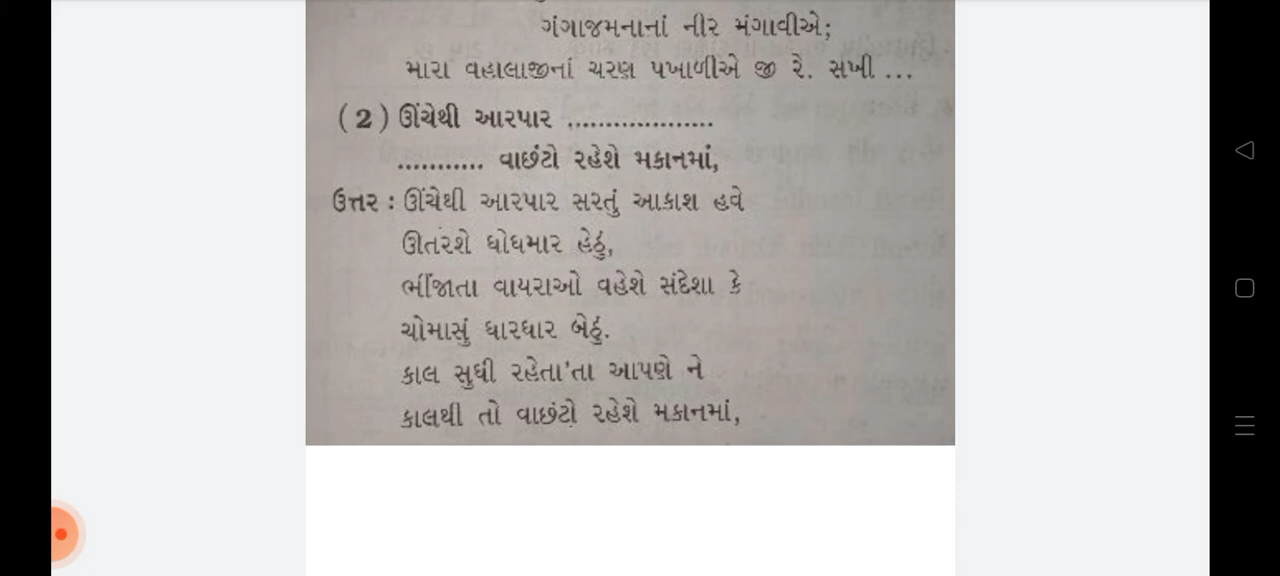 ગંગાજમનાનાં નીર મંગાવીએ;
મારા વહાલાજીનાં ચરણ પખાળીએ જી રે. સખી ...
(2) ઊંચેથી આરપાર ...................
........... વાછંટો રહેશે મકાનમાં,
ઉત્તર : ઊંચેથી આરપાર સરતું આકાશ હવે
ઊતરશે ધોધમાર હેઠું,
ભીંજાતા વાયરાઓ વહેશે સંદેશા કે
ચોમાસું ધારધાર બેઠું.
કાલ સુધી રહેતા'તા આપણે ને
કાલથી તો વાછંટો રહેશે મકાનમાં,